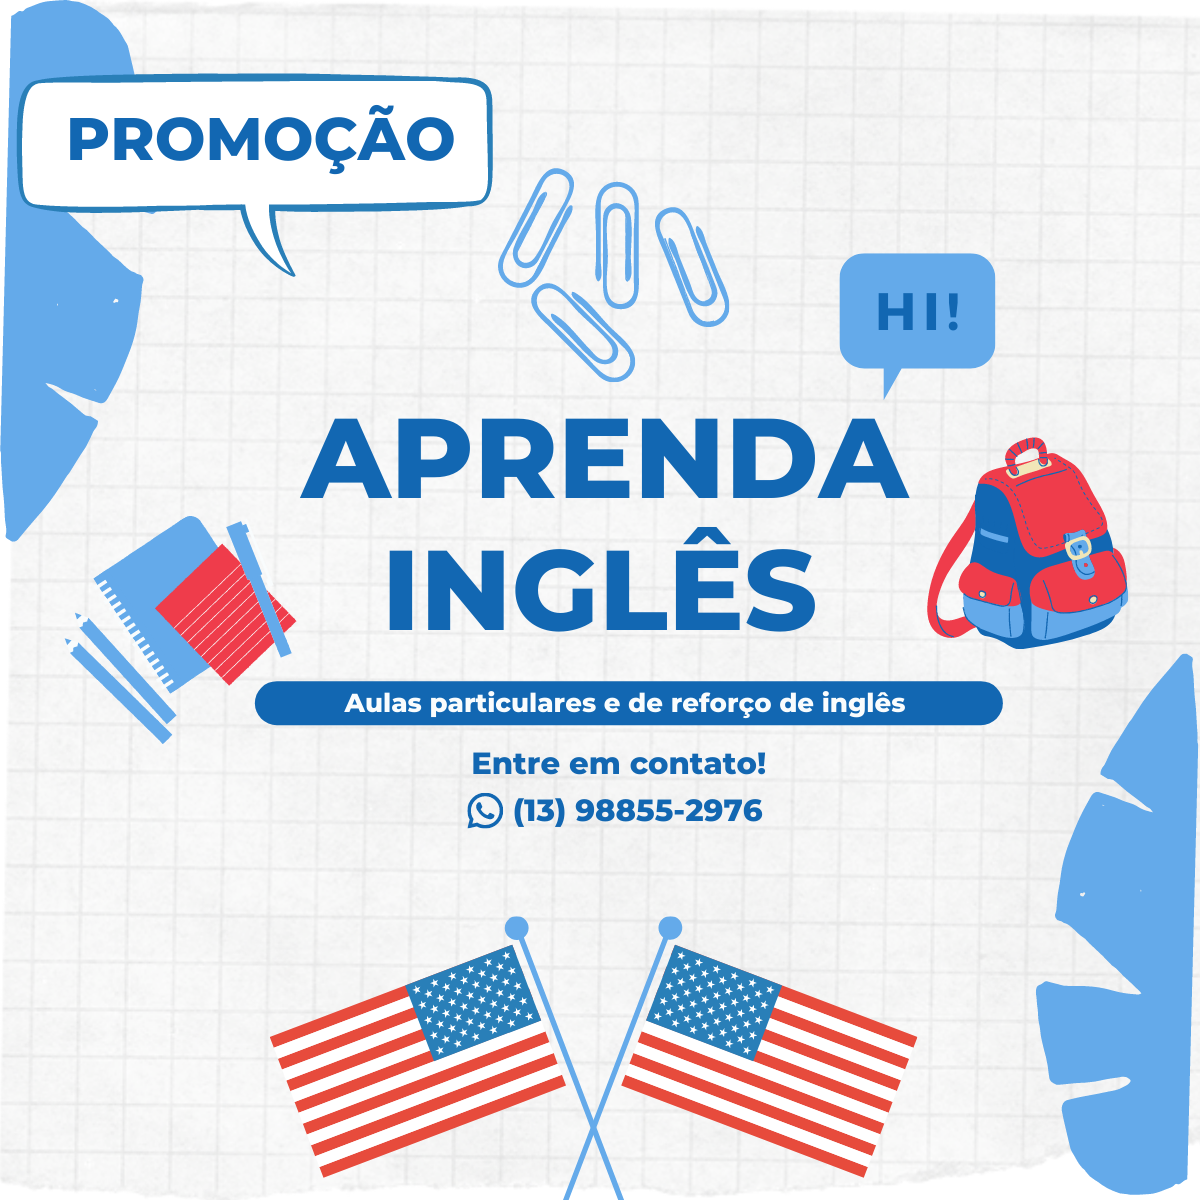 PROMOÇÃO
HI!
APRENDA
INGLÊS
Aulas particulares e de reforço de inglês
Entre em contato!
(13) 98855-2976